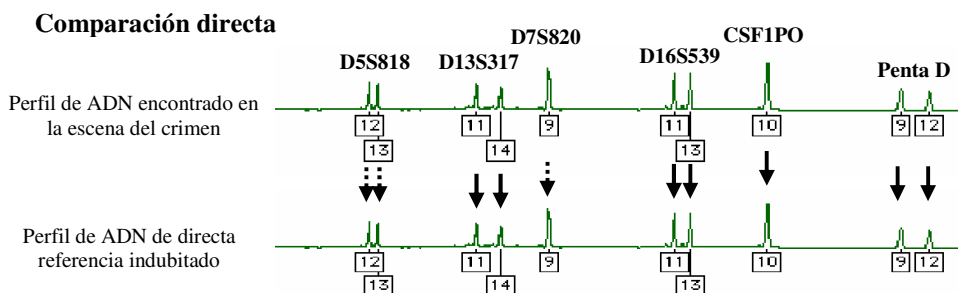 Comparación directa
D5S818 D13S317 D7S820 D16S539 CSF1PO Penta D
Perfil de ADN encontrado en
la escena del crimen
12 11 9 11 10 9 12
13 14 13
Perfil de ADN de directa
referencia indubitado
12 11 9 11 10 9 12
13 14 13